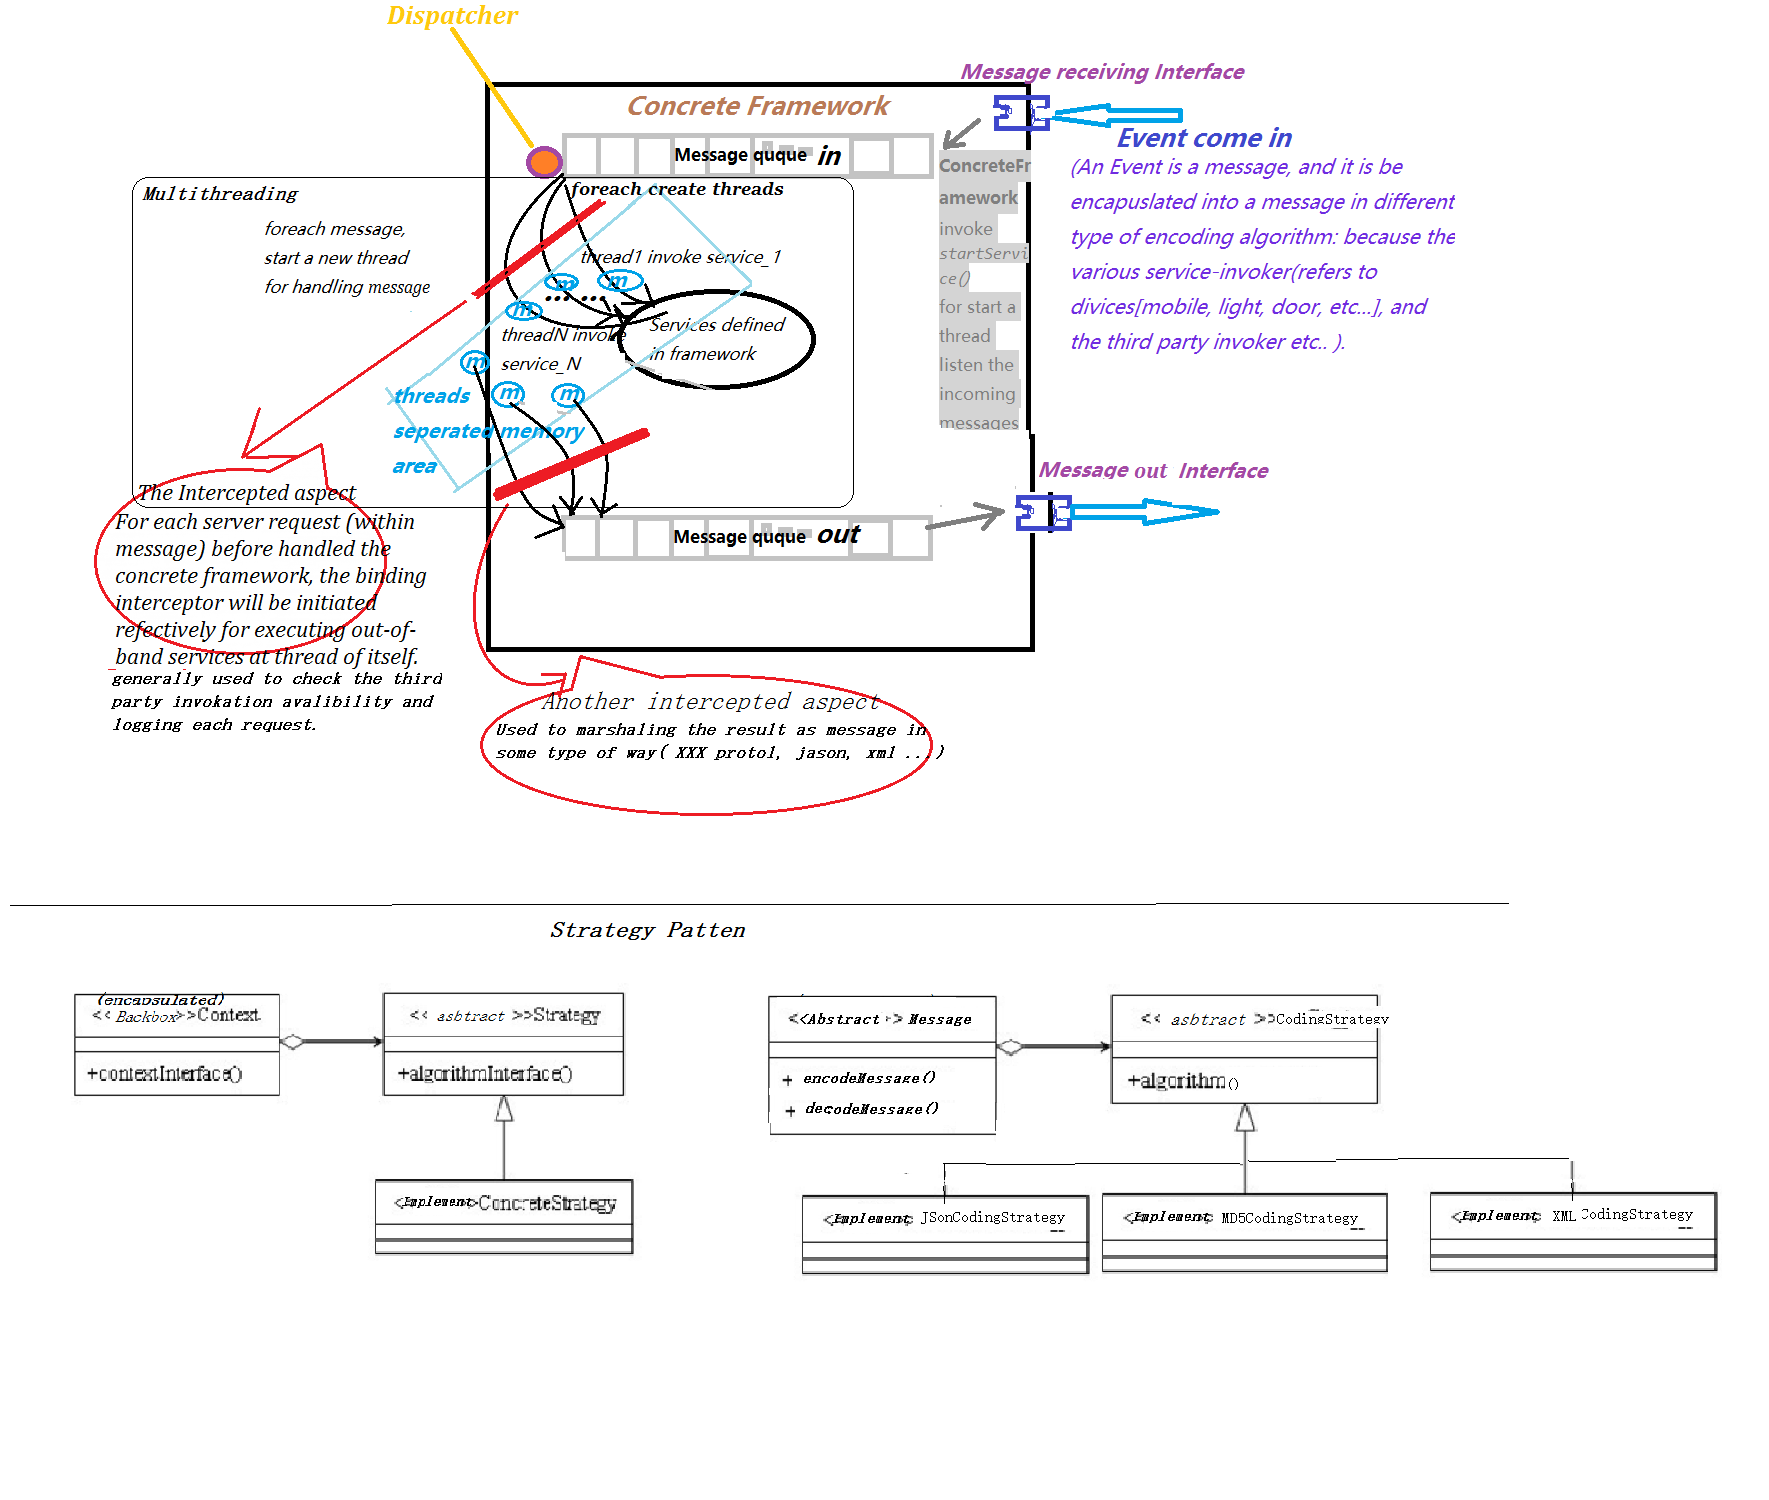 Dispatcher
Message receiving Interface
Concrete Framework
Event come in
Message quque in
(An Event is a message, and it is be
encapuslated into a message in different
type of encoding algorithm: because the
various service-invoker(refers to
divices[mobile, light, door, etc...], and
the third party invoker etc.. ).
ConcreteFr
amework
invoke
startServi
ce()
for start a
thread
listen the
incoming
messages
Multithreading
foreach create threads
foreach message,
start a new thread
for handling message
thread1 invoke service_1
m
m
... ...
m
Services defined
in framework
threadN invoke
service_N
m
m
m
threads
seperated memory
area
Message out Interface
Message quque out
The Intercepted aspect
For each server request (within
message) before handled the
concrete framework, the binding
interceptor will be initiated
refectively for executing out-of-
band services at thread of itself.
generally used to check the third
party invokation avalibility and
logging each request.
Another intercepted aspect
Used to marshaling the result as message in
some type of way( XXX protol, jason, xml ...)
Strategy Patten
(encapsulated)
<< Backbox>>Context
+contextInterface()
<< asbtract >>Strategy
+algorithmInterface()
<Implement>ConcreteStrategy
<<Abstract >> Message
+ encodeMessage()
+ decodeMessage()
<< asbtract >>CodingStrategy
+algorithm()
<Implement JSonCodingStrategy
<Implement MD5CodingStrategy
<Implement XML CodingStrategy